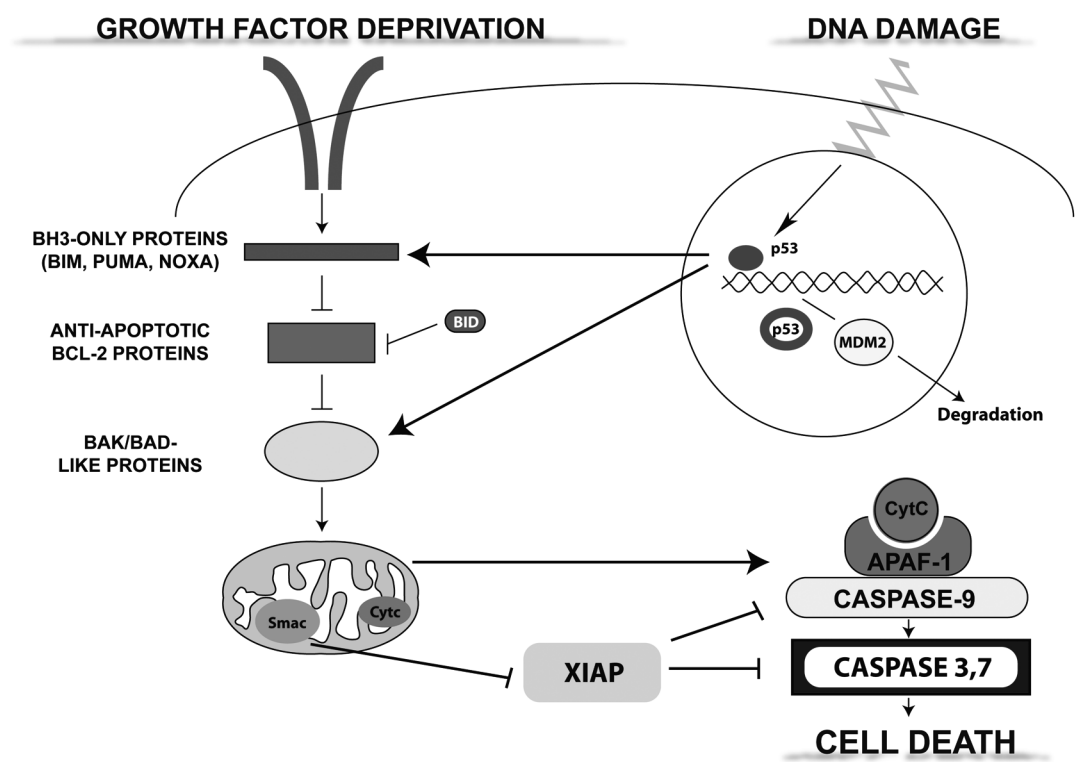 GROWTH FACTOR DEPRIVATION
DNA DAMAGE
BH3-ONLY PROTEINS
(BIM, PUMA, NOXA)
p53
ANTI-APOPTOTIC
BCL-2 PROTEINS
BID
p53
MDM2
Degradation
BAK/BAD-
LIKE PROTEINS
CytC
APAF-1
CASPASE-9
Smac
Cytc
XIAP
CASPASE 3,7
CELL DEATH